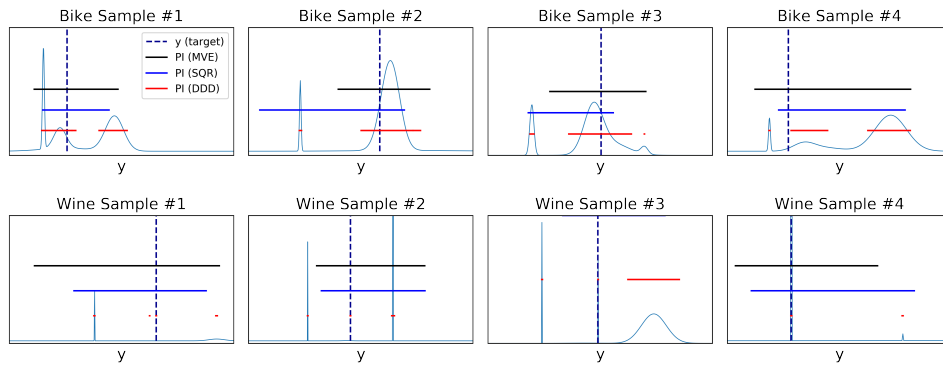 Bike Sample #1
Bike Sample #2
Bike Sample #3
Bike Sample #4
y (target)
PI (MVE)
PI (SQR)
PI (DDD)
y
y
y
y
Wine Sample #1
Wine Sample #2
Wine Sample #3
Wine Sample #4
y
y
y
y